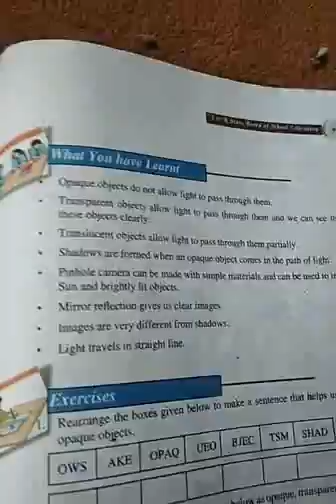 J & K State Board of School Education
What You have Learnt
• Opaque objects do not allow light to pass through them.
• Transparent objects allow light to pass through them and we can see
these objects clearly.
• Translucent objects allow light to pass through them partially.
• Shadows are formed when an opaque object comes in the path of light.
• Pinhole camera can be made with simple materials and can be used to
Sun and brightly lit objects.
• Mirror reflection gives us clear images.
• Images are very different from shadows.
• Light travels in straight line.
Exercises
1. Rearrange the boxes given below to make a sentence that helps
opaque objects.
OWS AKE OPAQ UEO BJEC TSM SHAD
below as opaque,